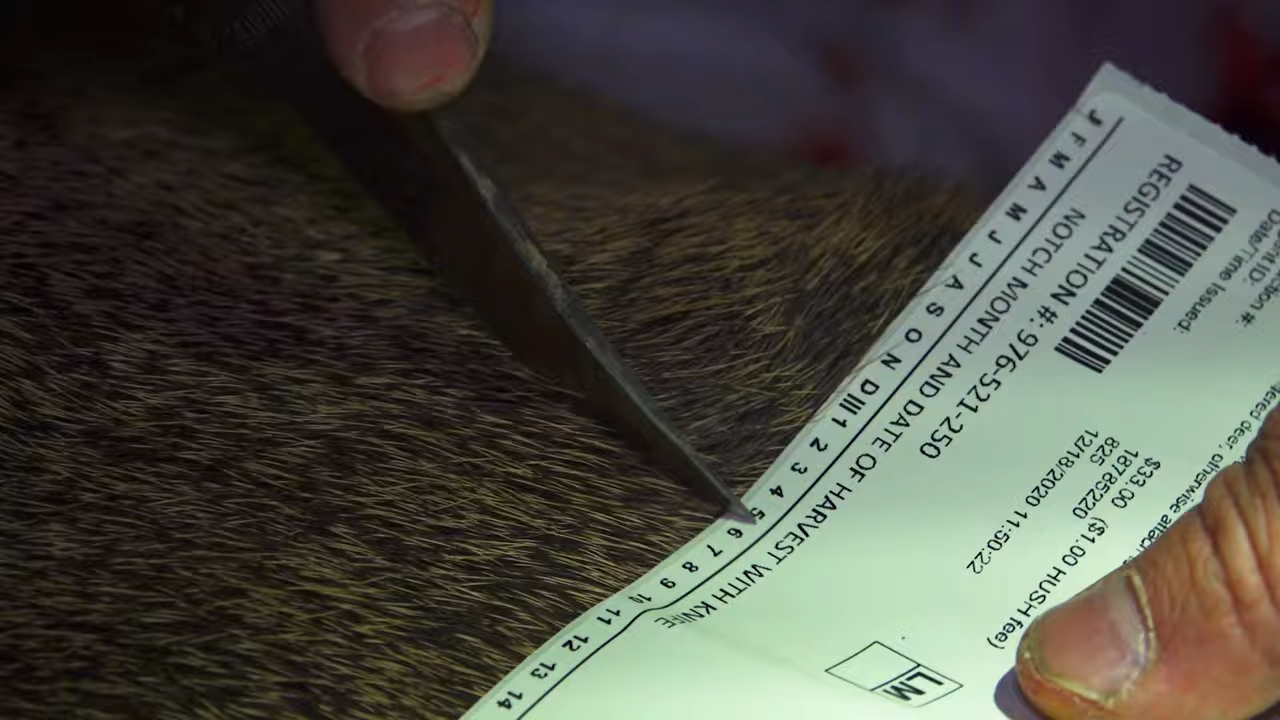 otherwise
$33.00 ($1.00 HUSH fee)
#: 18785220
ID: 825
Date/Time Issued: 12/18/2020 11:50:22
LM
REGISTRATION #: 976-521-250
NOTCH MONTH AND DATE OF HARVEST WITH KNIFE
J F M A M J J A S O N D ||| 1 2 3 4 5 6 7 8 9 10 11 12 13 14